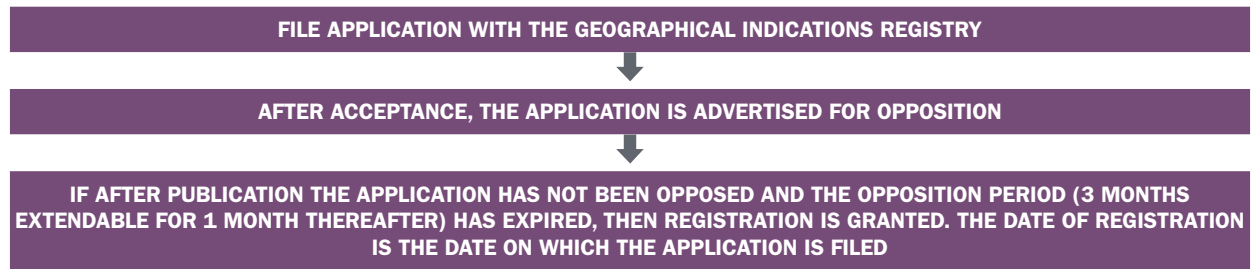 FILE APPLICATION WITH THE GEOGRAPHICAL INDICATIONS REGISTRY
AFTER ACCEPTANCE, THE APPLICATION IS ADVERTISED FOR OPPOSITION
IF AFTER PUBLICATION THE APPLICATION HAS NOT BEEN OPPOSED AND THE OPPOSITION PERIOD (3 MONTHS
EXTENDABLE FOR 1 MONTH THEREAFTER) HAS EXPIRED, THEN REGISTRATION IS GRANTED. THE DATE OF REGISTRATION
IS THE DATE ON WHICH THE APPLICATION IS FILED